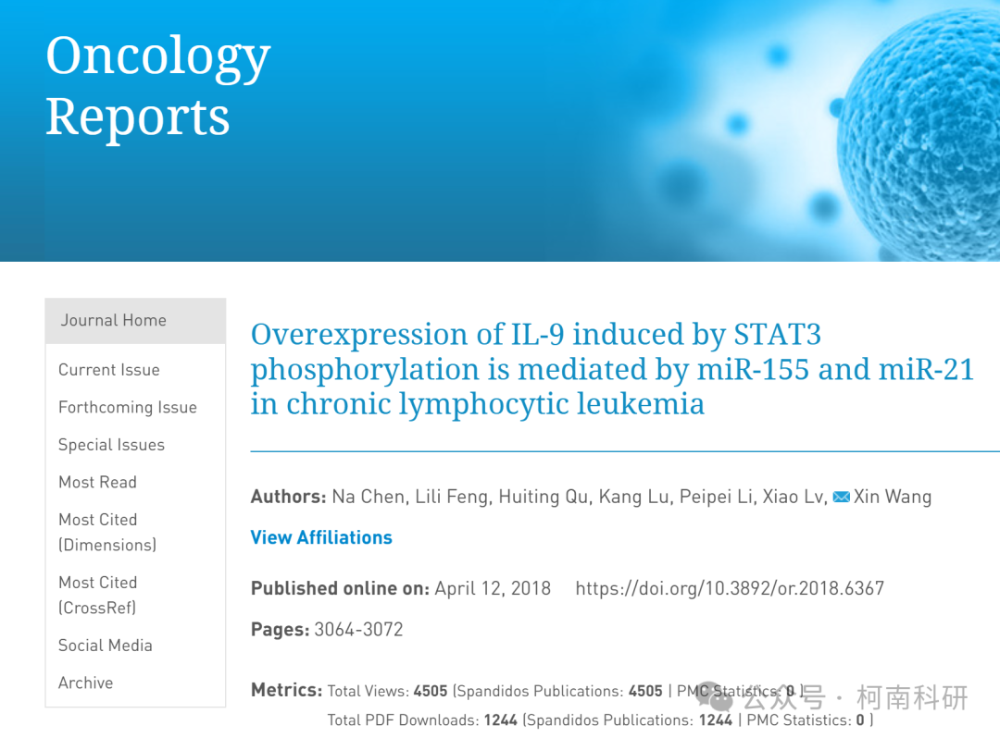 Oncology
Reports
Journal Home
Current Issue
Forthcoming Issue
Special Issues
Most Read
Most Cited
(Dimensions)
Most Cited
(CrossRef)
Social Media
Archive
Overexpression of IL-9 induced by STAT3
phosphorylation is mediated by miR-155 and miR-21
in chronic lymphocytic leukemia
Authors: Na Chen, Lili Feng, Huiting Qu, Kang Lu, Peipei Li, Xiao Lv, Xin Wang
View Affiliations
Published online on: April 12, 2018 https://doi.org/10.3892/or.2018.6367
Pages: 3064-3072
Metrics: Total Views: 4505 (Spandidos Publications: 4505 | PMC Statistics: 0 )
Total PDF Downloads: 1244 (Spandidos Publications: 1244 | PMC Statistics: 0 )
公众号 · 柯南科研